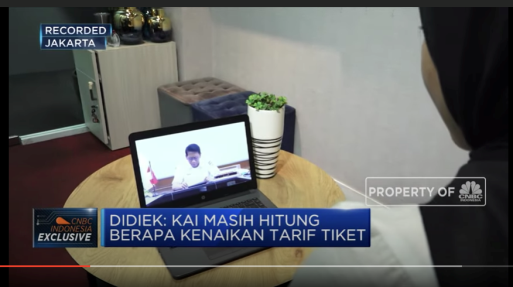 RECORDED
JAKARTA
PROPERTY OF
CNBC
CNBC
INDONESIA
EXCLUSIVE
DIDIEK: KAI MASIH HITUNG
BERAPA KENAIKAN TARIF TIKET